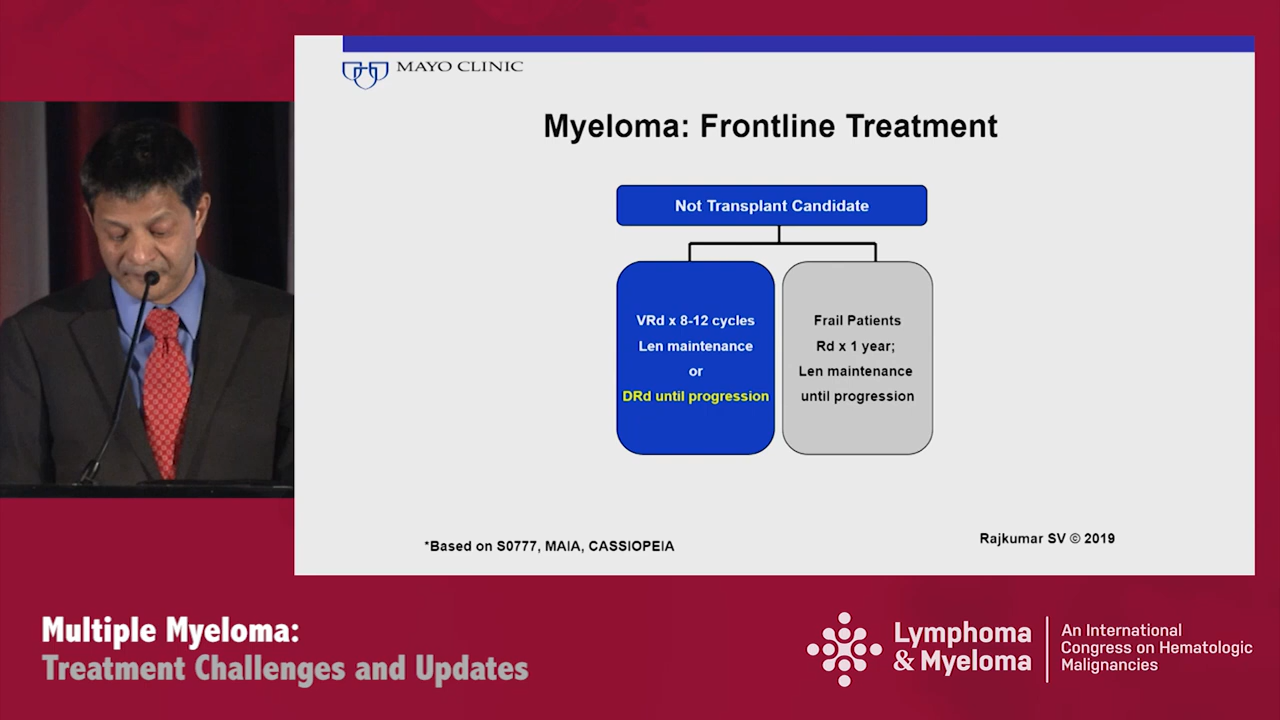 MAYO CLINIC
Myeloma: Frontline Treatment
Not Transplant Candidate
VRd x 8-12 cycles
Len maintenance
or
DRd until progression
Frail Patients
Rd x 1 year;
Len maintenance
until progression
*Based on S0777, MAIA, CASSIOPEIA
Rajkumar SV © 2019
Multiple Myeloma:
Treatment Challenges and Updates
Lymphoma
& Myeloma
An International
Congress on Hematologic
Malignancies